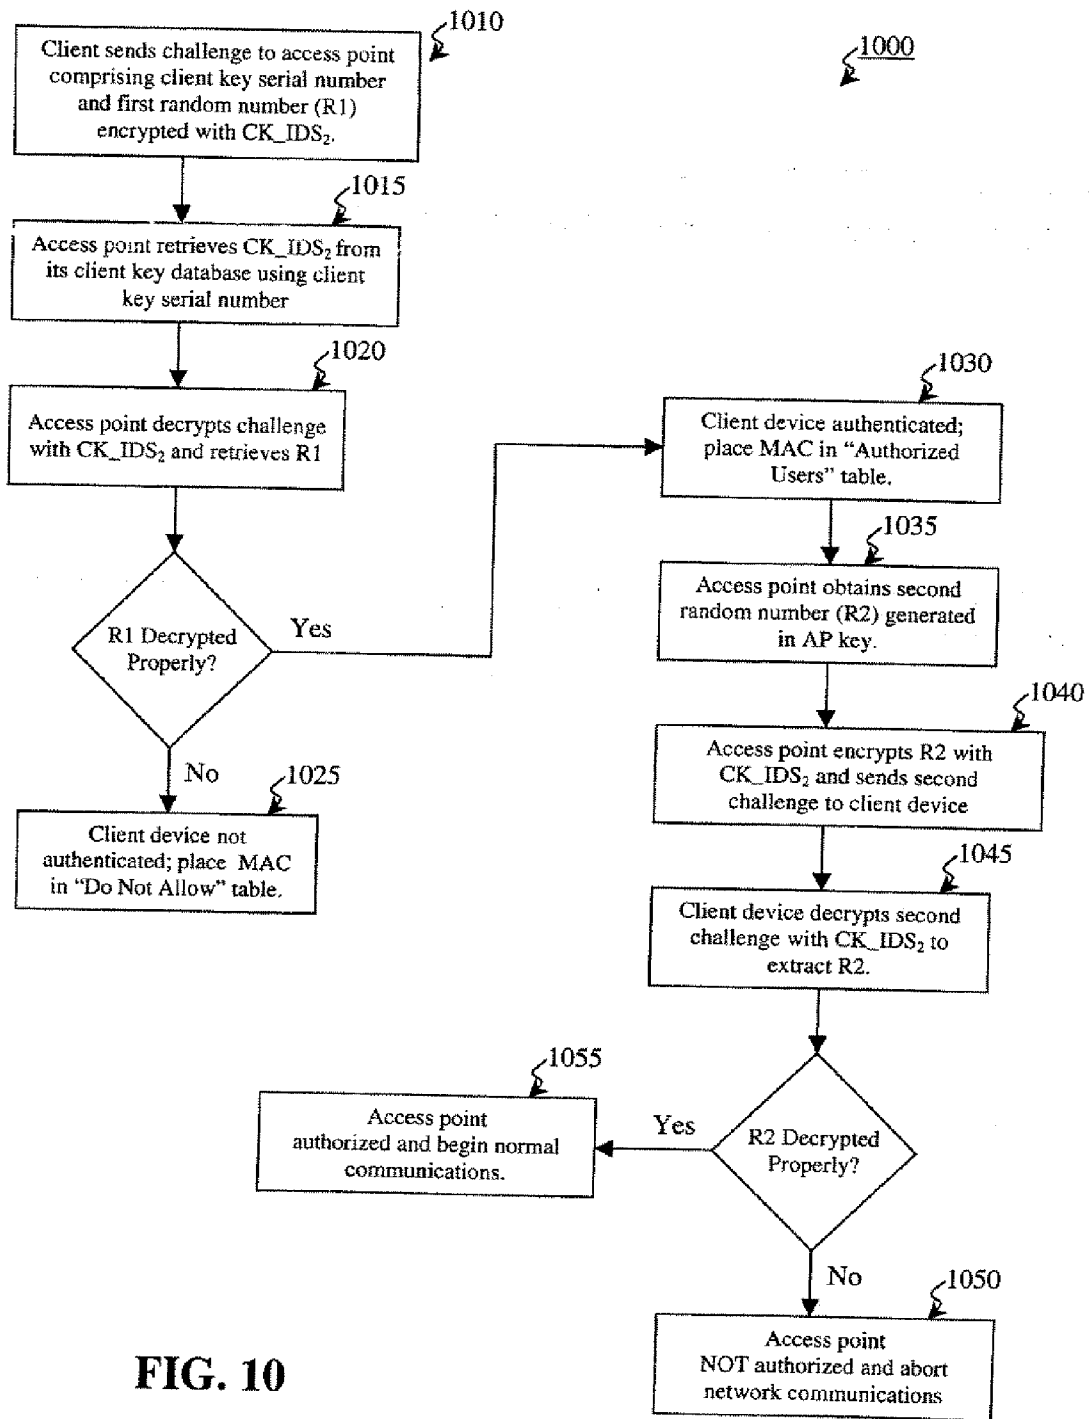 1010
Client sends challenge to access point
comprising client key serial number
and first random number (R1)
encrypted with CK_IDS₂.
1000
1015
Access point retrieves CK_IDS₂ from
its client key database using client
key serial number
1020
Access point decrypts challenge
with CK_IDS₂ and retrieves R1
R1 Decrypted
Properly?
Yes
No
1025
Client device not
authenticated; place MAC
in “Do Not Allow” table.
1030
Client device authenticated;
place MAC in “Authorized
Users” table.
1035
Access point obtains second
random number (R2) generated
in AP key.
1040
Access point encrypts R2 with
CK_IDS₂ and sends second
challenge to client device
1045
Client device decrypts second
challenge with CK_IDS₂ to
extract R2.
R2 Decrypted
Properly?
Yes
1055
Access point
authorized and begin normal
communications.
No
1050
Access point
NOT authorized and abort
network communications
FIG. 10